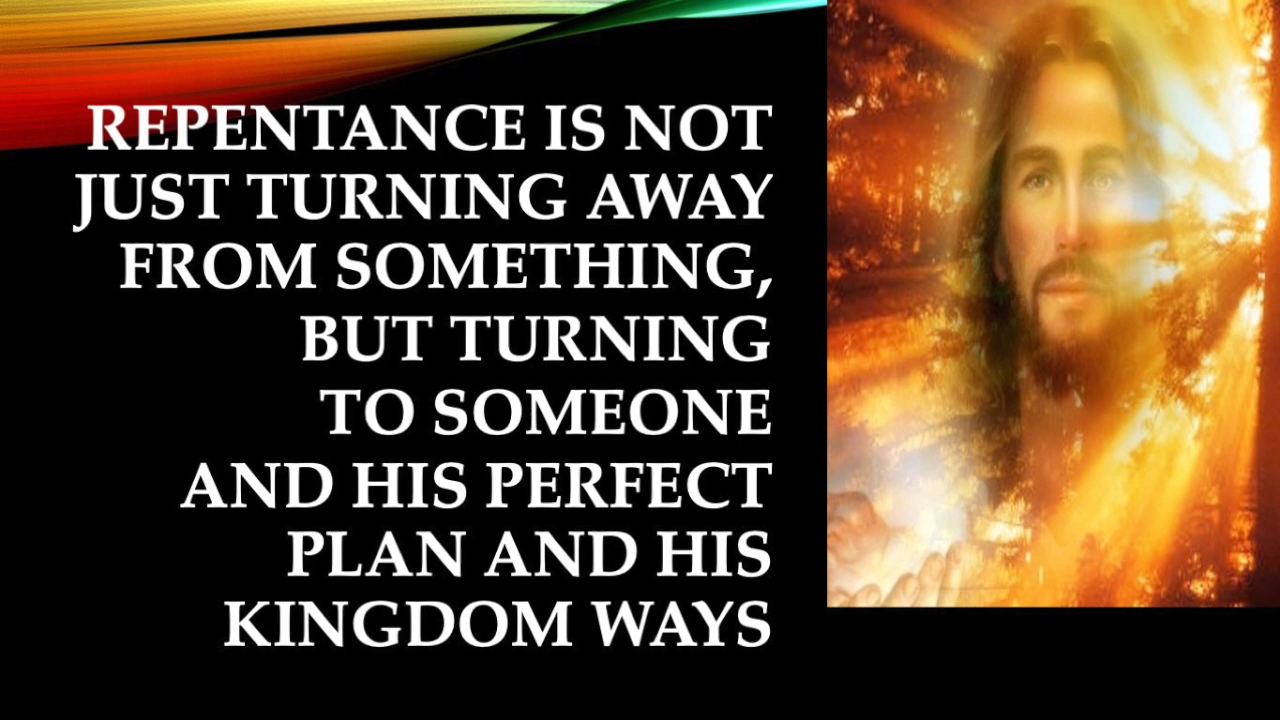 REPENTANCE IS NOT
JUST TURNING AWAY
FROM SOMETHING,
BUT TURNING
TO SOMEONE
AND HIS PERFECT
PLAN AND HIS
KINGDOM WAYS